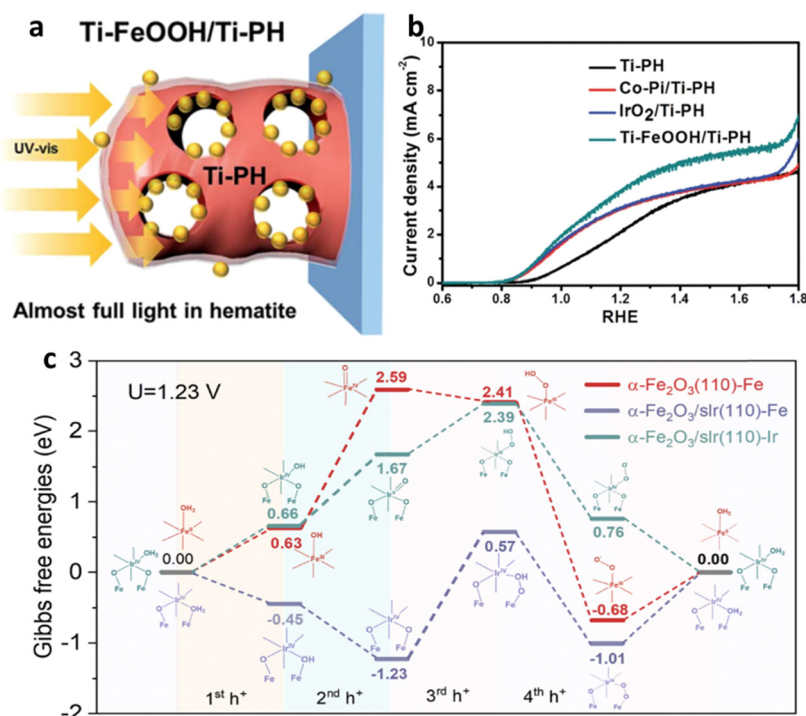 a
Ti-FeOOH/Ti-PH
UV-vis
Ti-PH
Almost full light in hematite
b
Current density (mA cm⁻²)
10
8
6
4
2
0
Ti-PH
Co-Pi/Ti-PH
IrO₂/Ti-PH
Ti-FeOOH/Ti-PH
0.6 0.8 1.0 1.2 1.4 1.6 1.8
RHE
c
Gibbs free energies (eV)
3
2
1
0
-1
-2
U=1.23 V
α-Fe₂O₃(110)-Fe
α-Fe₂O₃/sIr(110)-Fe
α-Fe₂O₃/sIr(110)-Ir
2.59
2.41
2.39
1.67
0.66
0.63
0.76
0.57
0.00
0.00
-0.45
-0.68
-1.01
-1.23
1ˢᵗ h⁺ 2ⁿᵈ h⁺ 3ʳᵈ h⁺ 4ᵗʰ h⁺